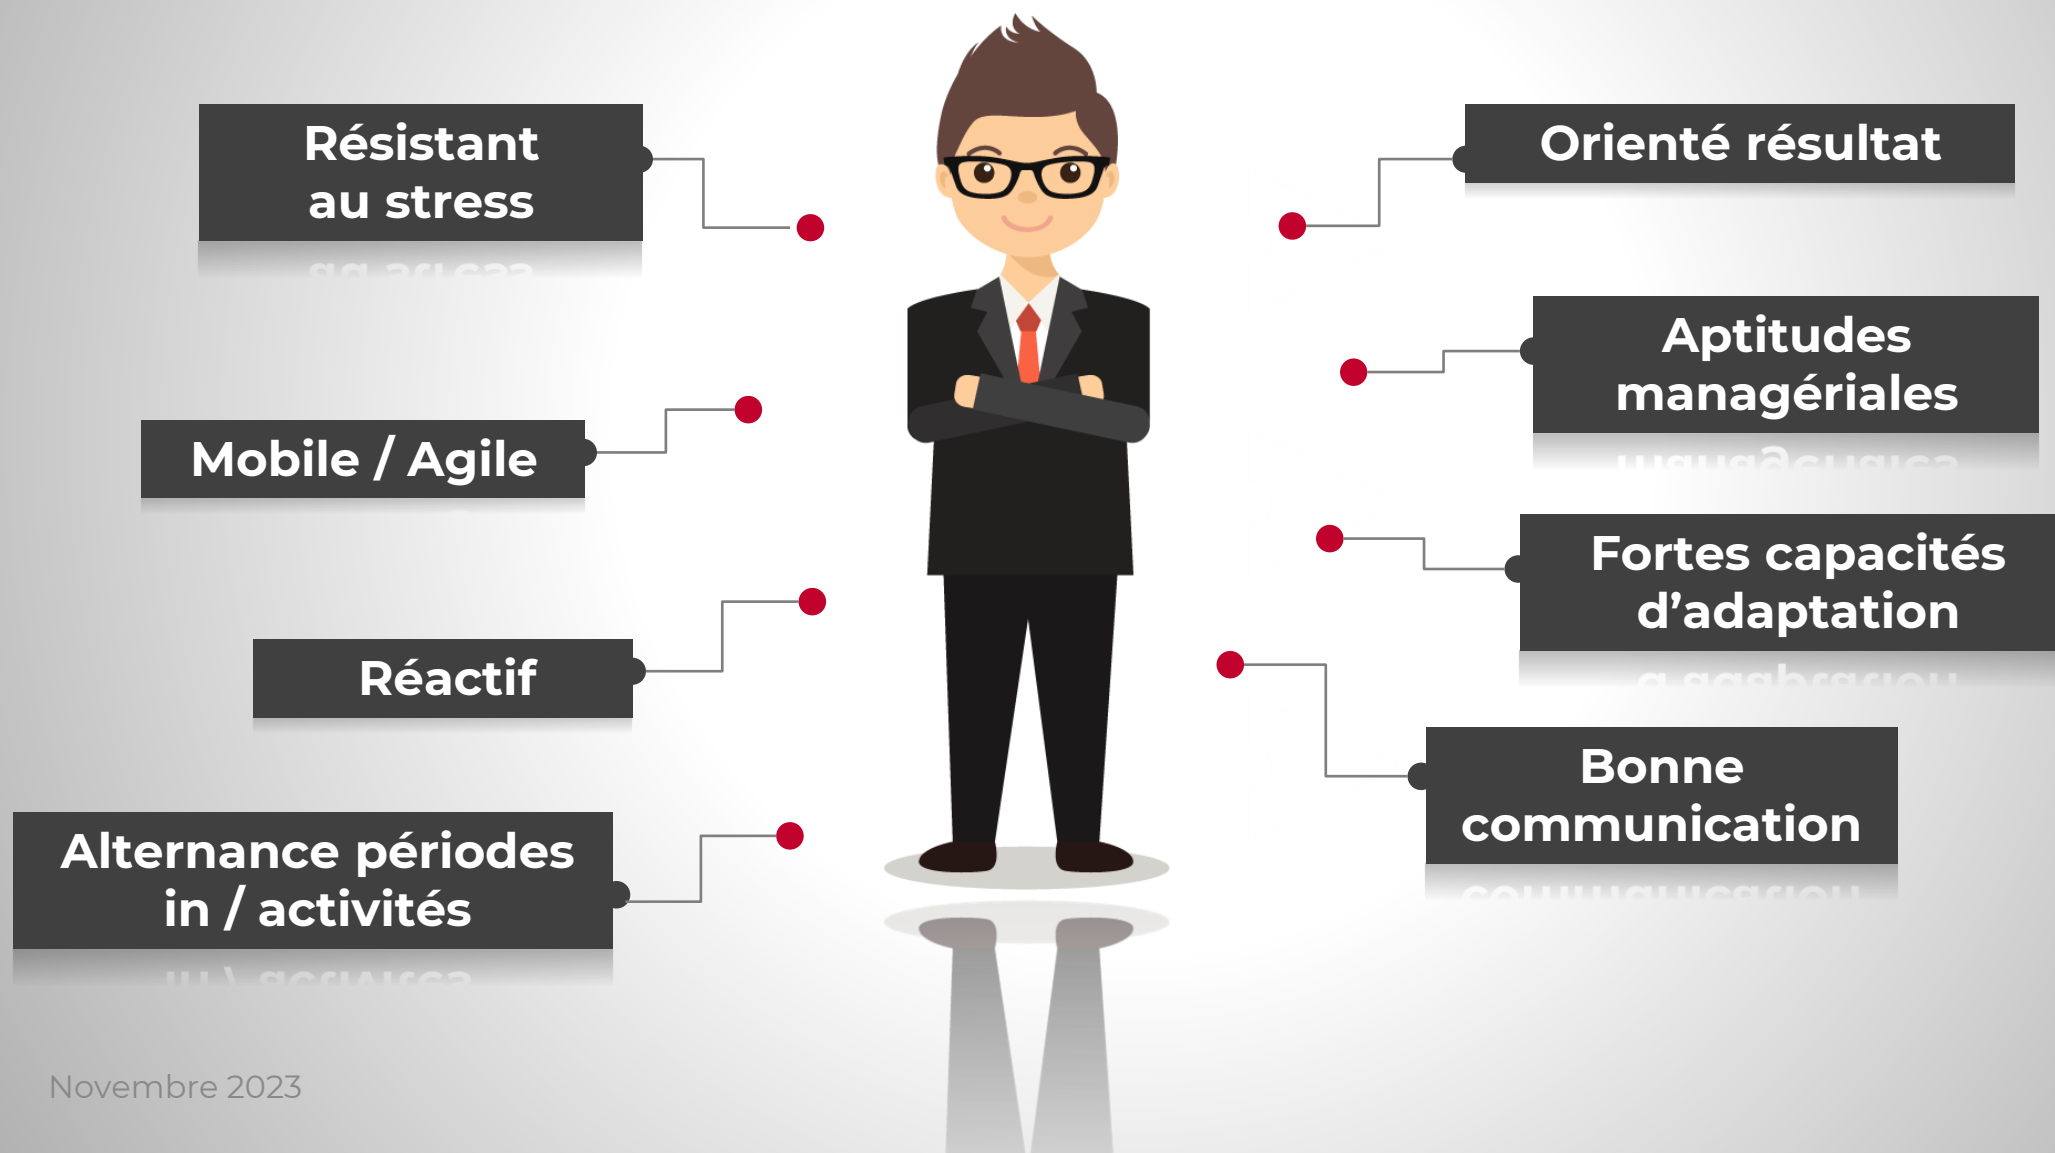 Résistant
au stress
Mobile / Agile
Réactif
Alternance périodes
in / activités
Orienté résultat
Aptitudes
managériales
Fortes capacités
d’adaptation
Bonne
communication
Novembre 2023